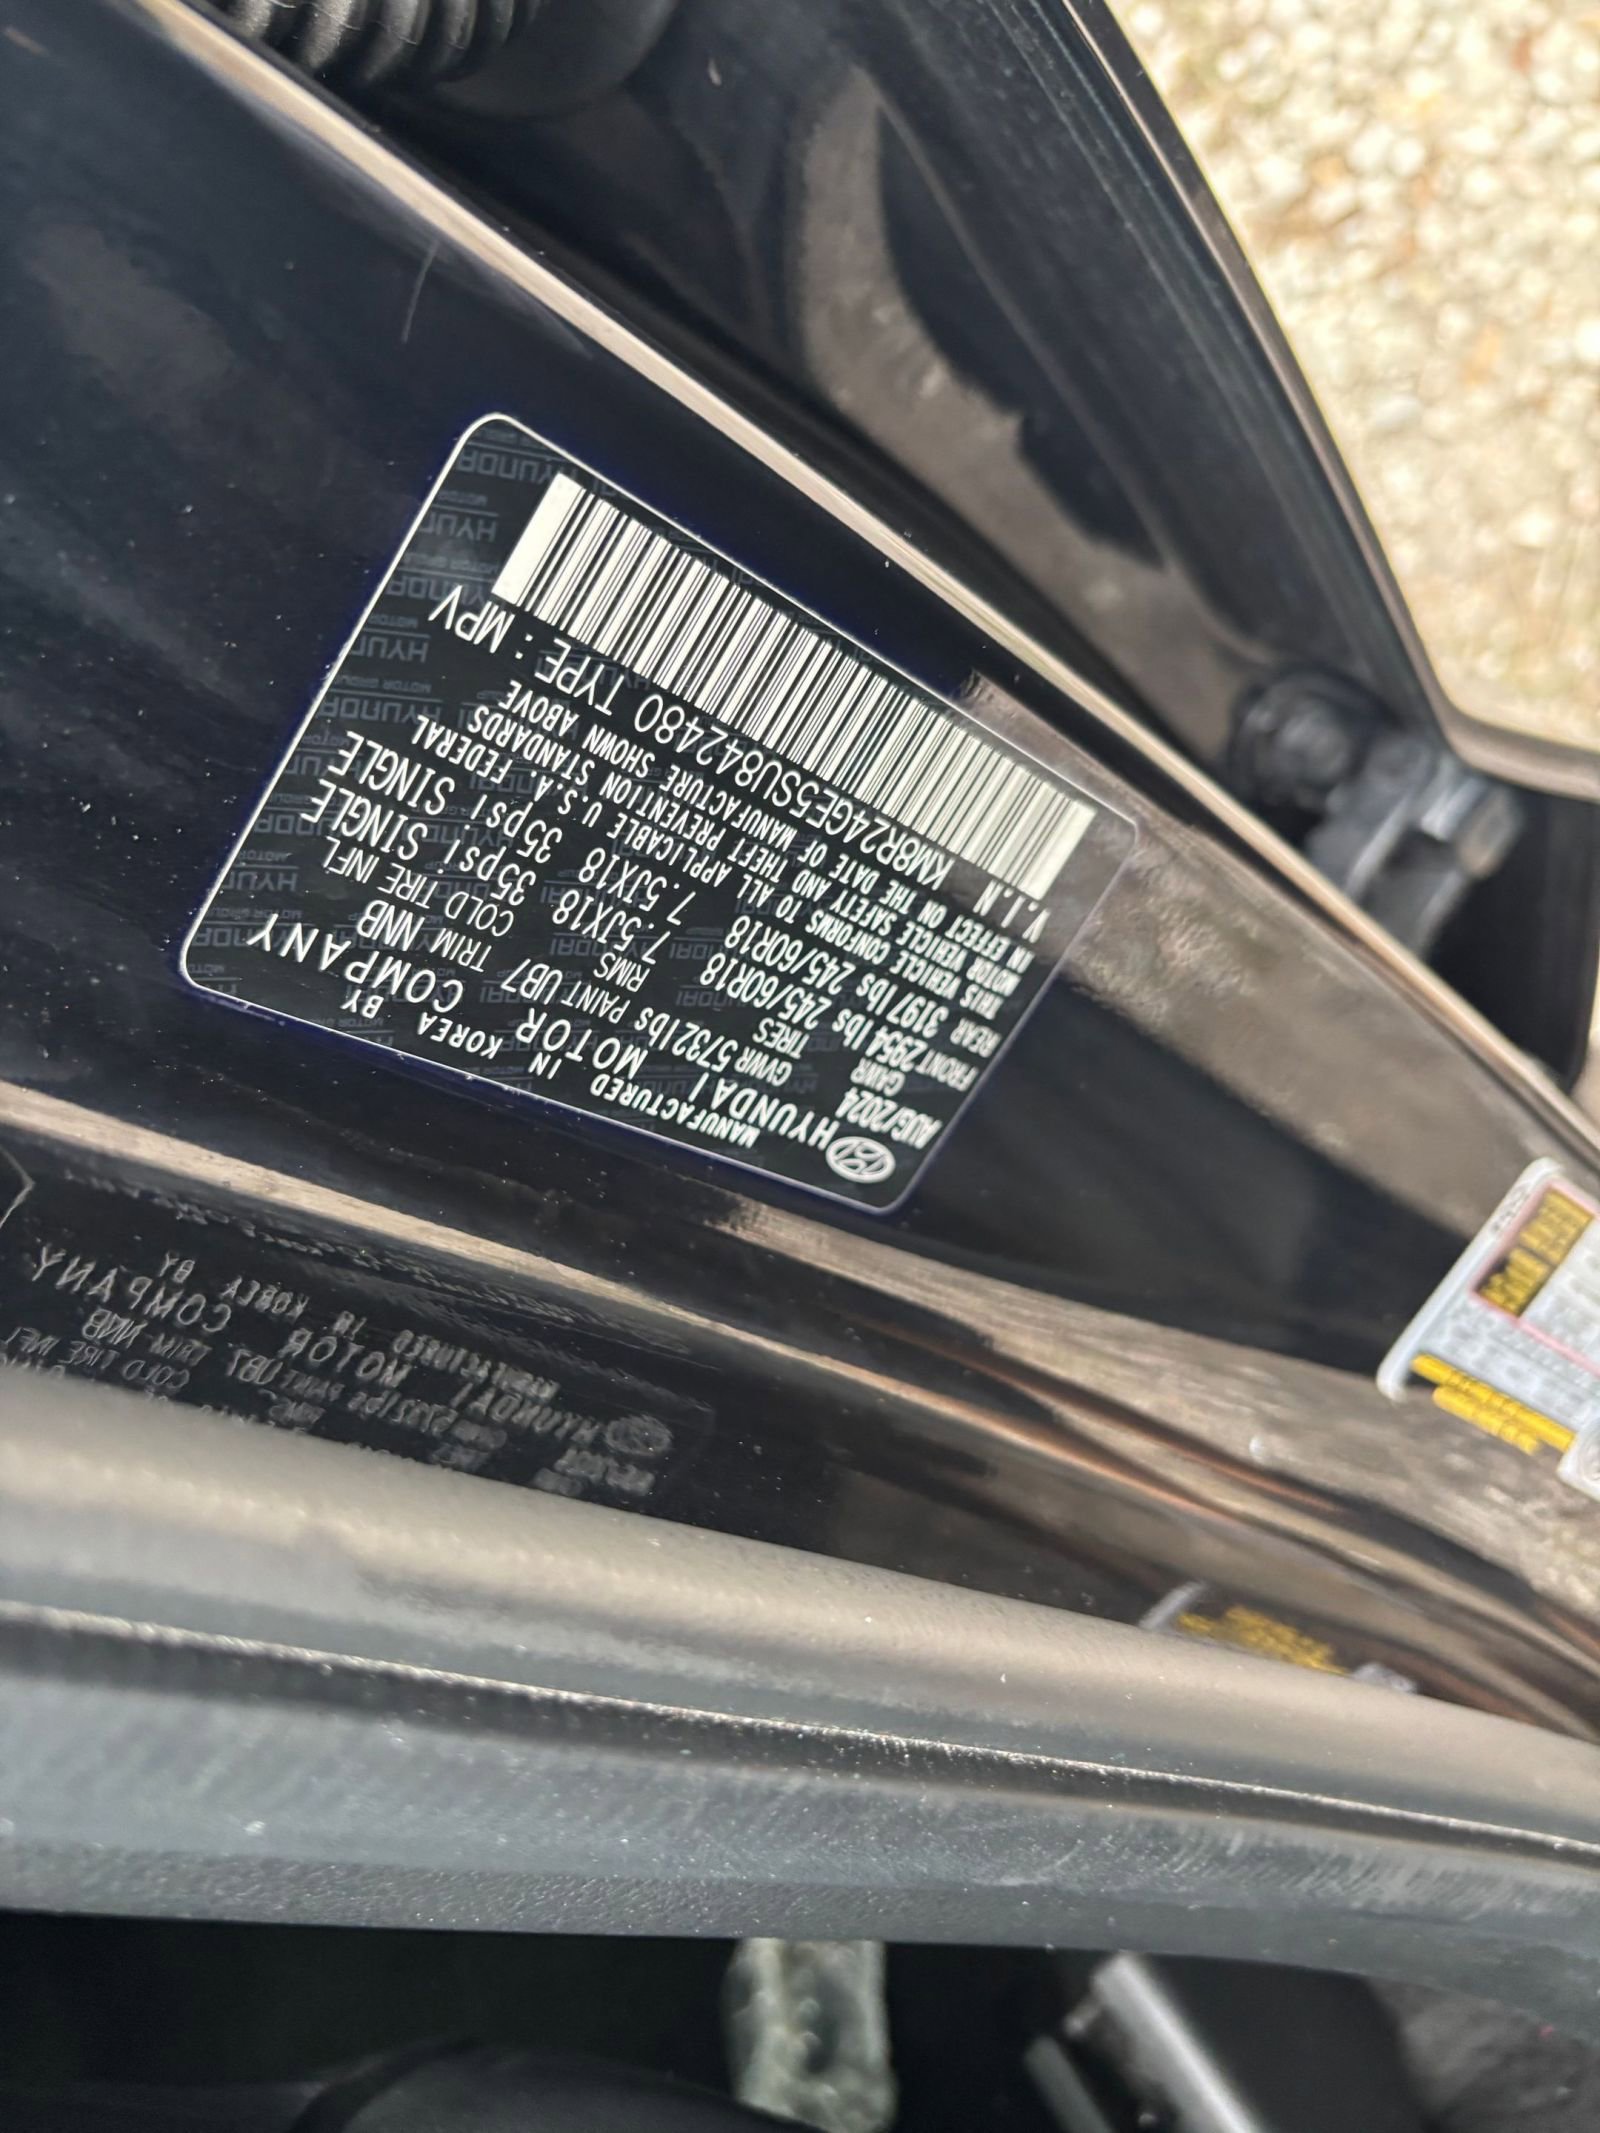 MANUFACTURED IN KOREA BY
HYUNDAI MOTOR COMPANY
AUG/2024 GVWR 5732 lbs PAINT UB7 TRIM NNB
GAWR TIRES RIMS COLD TIRE INFL
FRONT 2954 lbs 245/60R18 7.5JX18 35psi SINGLE
REAR 3197 lbs 245/60R18 7.5JX18 35psi SINGLE
THIS VEHICLE CONFORMS TO ALL APPLICABLE U.S.A. FEDERAL
MOTOR VEHICLE SAFETY AND THEFT PREVENTION STANDARDS
IN EFFECT ON THE DATE OF MANUFACTURE SHOWN ABOVE
V.I.N KM8R24GE5SU842480 TYPE : MPV